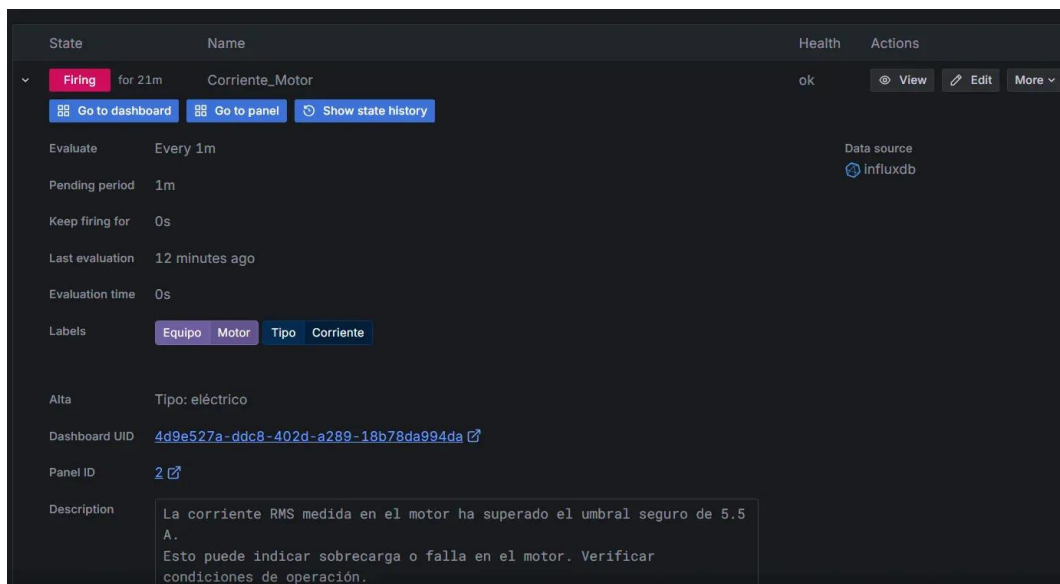 State Name Health Actions
Firing for 21m Corriente_Motor ok View Edit More
Go to dashboard Go to panel Show state history
Evaluate Every 1m Data source
influxdb
Pending period 1m
Keep firing for 0s
Last evaluation 12 minutes ago
Evaluation time 0s
Labels Equipo Motor Tipo Corriente
Alta Tipo: eléctrico
Dashboard UID 4d9e527a-ddc8-402d-a289-18b78da994da
Panel ID 2
Description La corriente RMS medida en el motor ha superado el umbral seguro de 5.5
A.
Esto puede indicar sobrecarga o falla en el motor. Verificar
condiciones de operación.